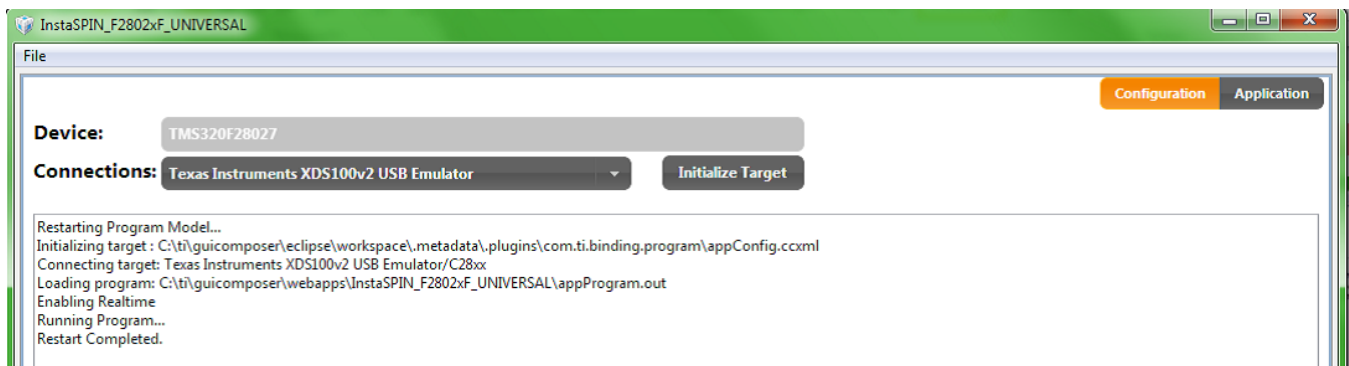 InstaSPIN_F2802xF_UNIVERSAL
File
Configuration Application
Device: TMS320F28027
Connections: Texas Instruments XDS100v2 USB Emulator Initialize Target
Restarting Program Model...
Initializing target : C:\ti\guicomposer\eclipse\workspace\.metadata\.plugins\com.ti.binding.program\appConfig.ccxml
Connecting target: Texas Instruments XDS100v2 USB Emulator/C28xx
Loading program: C:\ti\guicomposer\webapps\InstaSPIN_F2802xF_UNIVERSAL\appProgram.out
Enabling Realtime
Running Program...
Restart Completed.